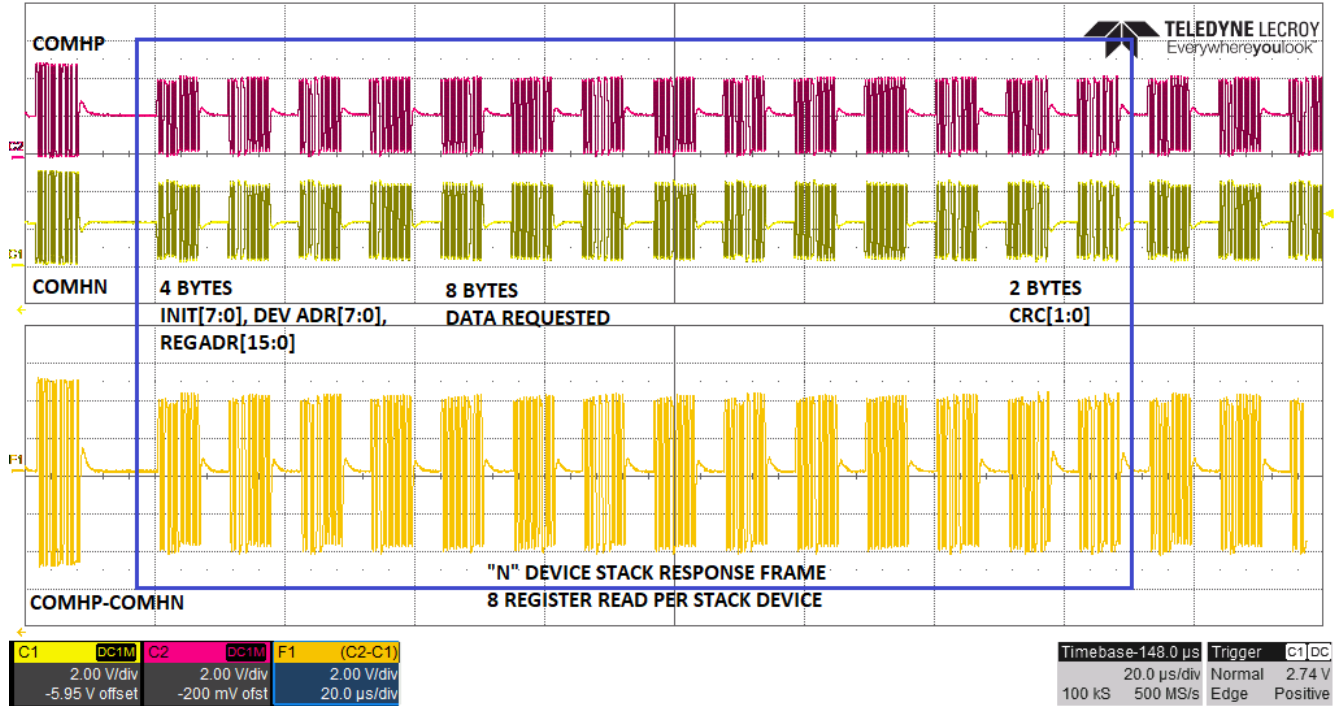 COMHP
TELEDYNE LECROY
Everywhereyoulook
C2
C1
COMHN
4 BYTES
INIT[7:0], DEV ADR[7:0],
REGADR[15:0]
8 BYTES
DATA REQUESTED
2 BYTES
CRC[1:0]
F1
"N" DEVICE STACK RESPONSE FRAME
8 REGISTER READ PER STACK DEVICE
COMHP-COMHN
C1 DC1M
2.00 V/div
-5.95 V offset
C2 DC1M
2.00 V/div
-200 mV ofst
F1 (C2-C1)
2.00 V/div
20.0 µs/div
Timebase-148.0 µs
20.0 µs/div
100 kS 500 MS/s
Trigger C1 DC
Normal 2.74 V
Edge Positive